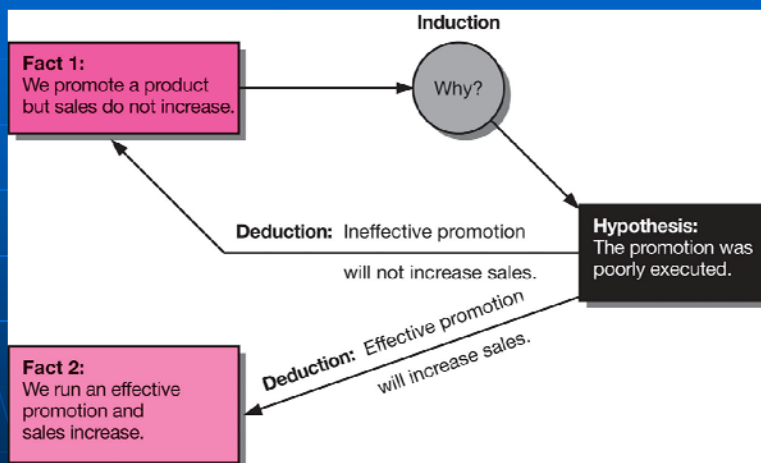 Induction
Fact 1:
We promote a product
but sales do not increase.
Why?
Deduction: Ineffective promotion
will not increase sales.
Hypothesis:
The promotion was
poorly executed.
Deduction: Effective promotion
will increase sales.
Fact 2:
We run an effective
promotion and
sales increase.